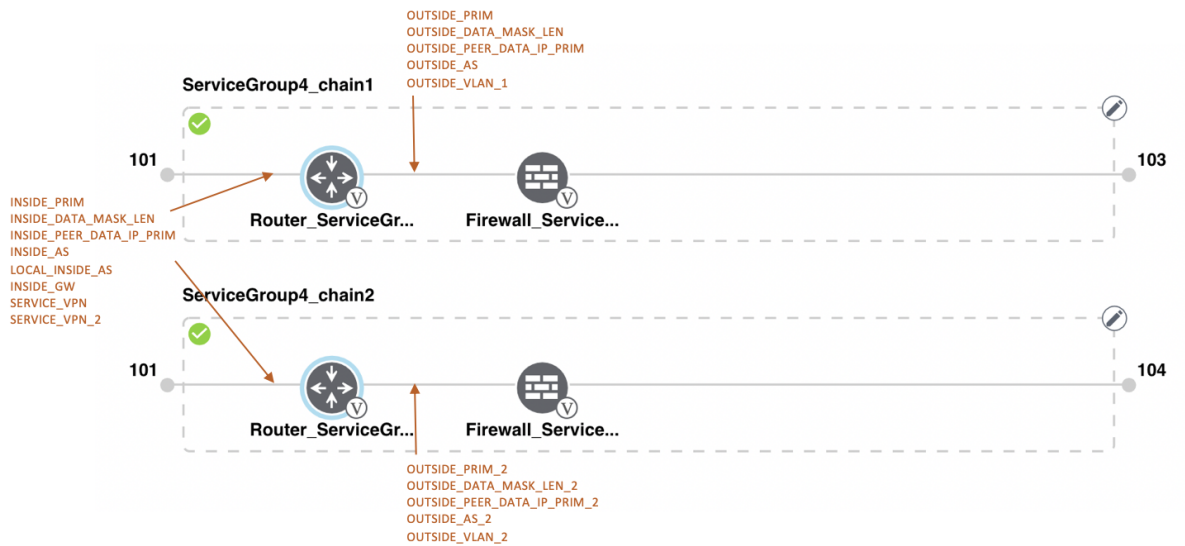 OUTSIDE_PRIM
OUTSIDE_DATA_MASK_LEN
OUTSIDE_PEER_DATA_IP_PRIM
OUTSIDE_AS
OUTSIDE_VLAN_1
ServiceGroup4_chain1
101
103
V
V
Router_ServiceGr...
Firewall_Service...
INSIDE_PRIM
INSIDE_DATA_MASK_LEN
INSIDE_PEER_DATA_IP_PRIM
INSIDE_AS
LOCAL_INSIDE_AS
INSIDE_GW
SERVICE_VPN
SERVICE_VPN_2
ServiceGroup4_chain2
101
104
V
V
Router_ServiceGr...
Firewall_Service...
OUTSIDE_PRIM_2
OUTSIDE_DATA_MASK_LEN_2
OUTSIDE_PEER_DATA_IP_PRIM_2
OUTSIDE_AS_2
OUTSIDE_VLAN_2